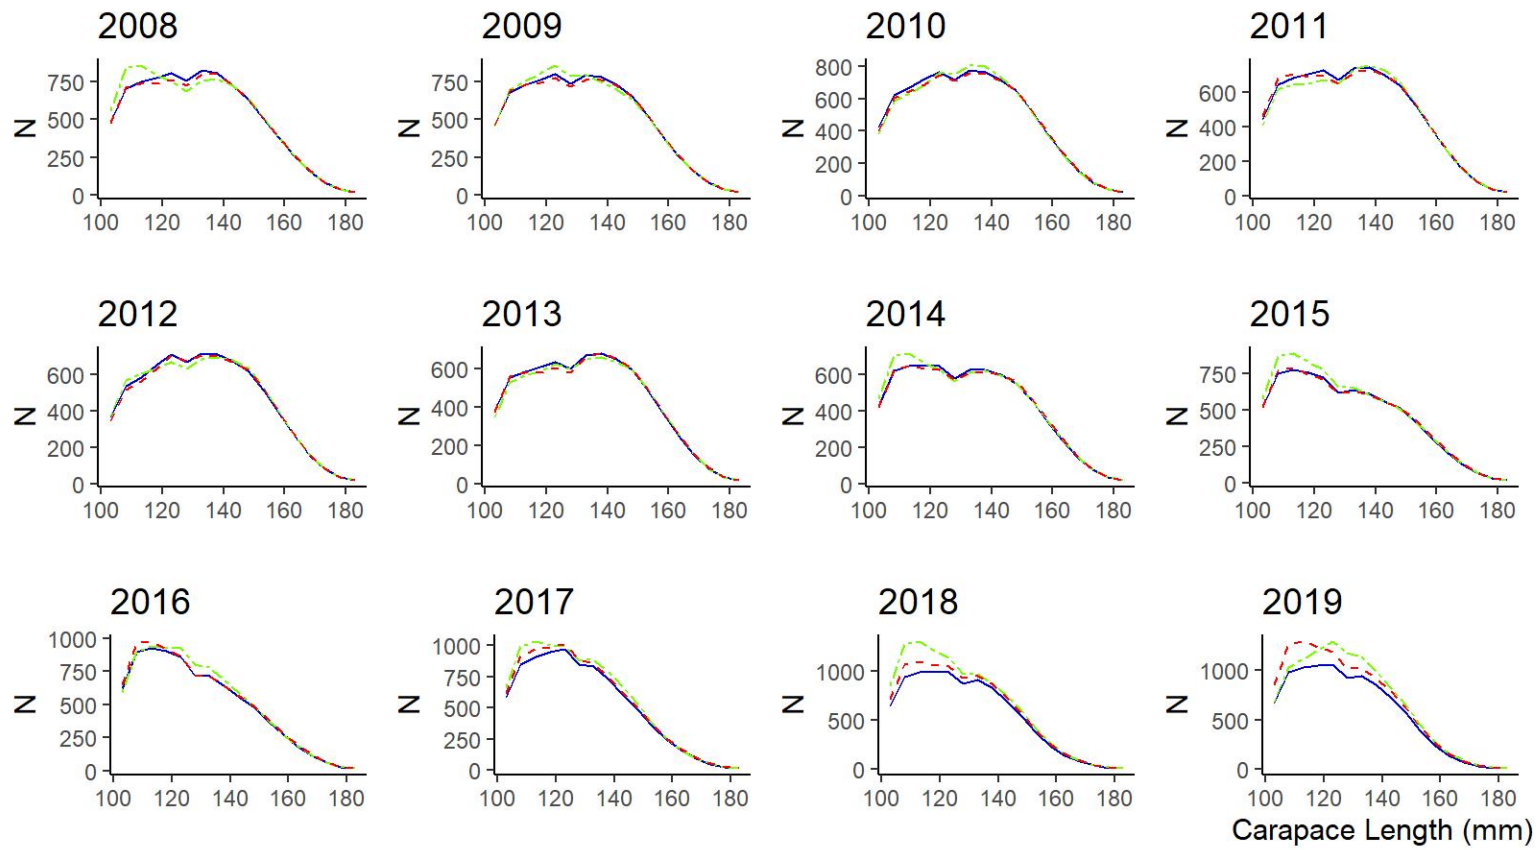 2008 2009 2010 2011
N 750 500 250 0 N 750 500 250 0 N 800 600 400 200 0 N 600 400 200 0
100 120 140 160 180 100 120 140 160 180 100 120 140 160 180 100 120 140 160 180
2012 2013 2014 2015
N 600 400 200 0 N 600 400 200 0 N 600 400 200 0 N 750 500 250 0
100 120 140 160 180 100 120 140 160 180 100 120 140 160 180 100 120 140 160 180
2016 2017 2018 2019
N 1000 750 500 250 0 N 1000 750 500 250 0 N 1000 500 0 N 1000 500 0
100 120 140 160 180 100 120 140 160 180 100 120 140 160 180 100 120 140 160 180
Carapace Length (mm)